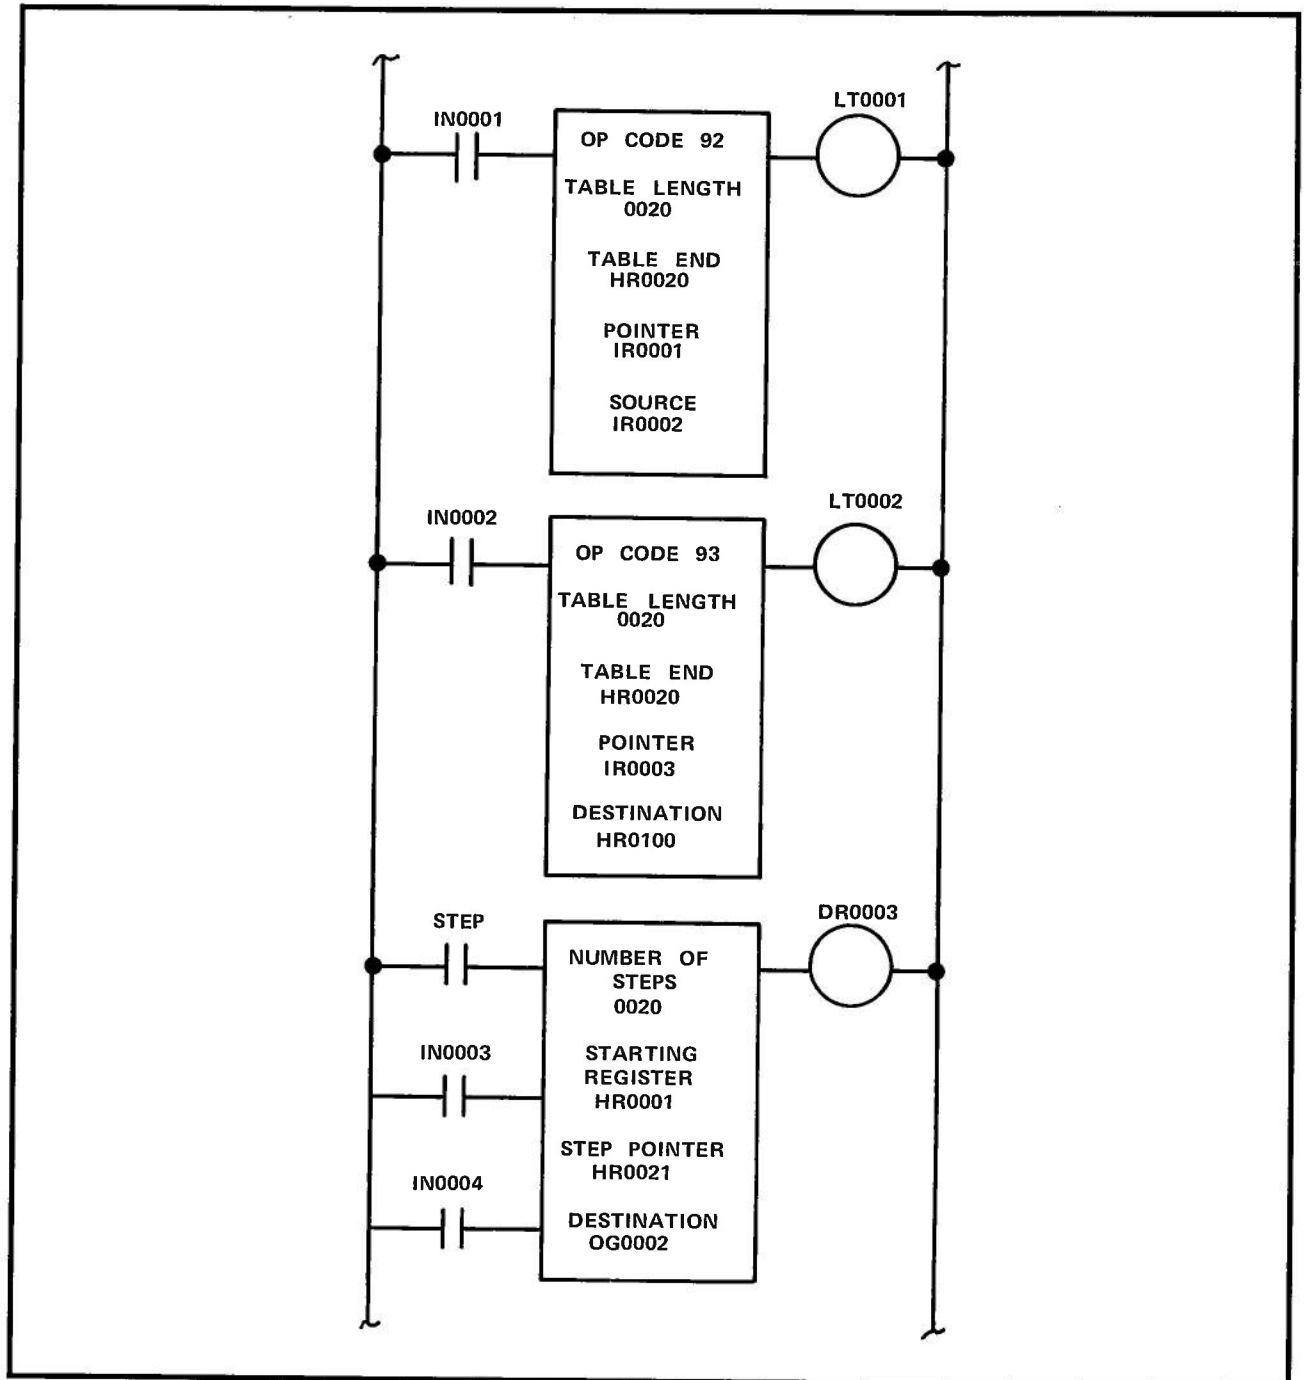 IN0001
LT0001
OP CODE 92
TABLE LENGTH
0020
TABLE END
HR0020
POINTER
IR0001
SOURCE
IR0002
IN0002
LT0002
OP CODE 93
TABLE LENGTH
0020
TABLE END
HR0020
POINTER
IR0003
DESTINATION
HR0100
STEP
DR0003
NUMBER OF
STEPS
0020
IN0003
STARTING
REGISTER
HR0001
STEP POINTER
HR0021
IN0004
DESTINATION
OG0002